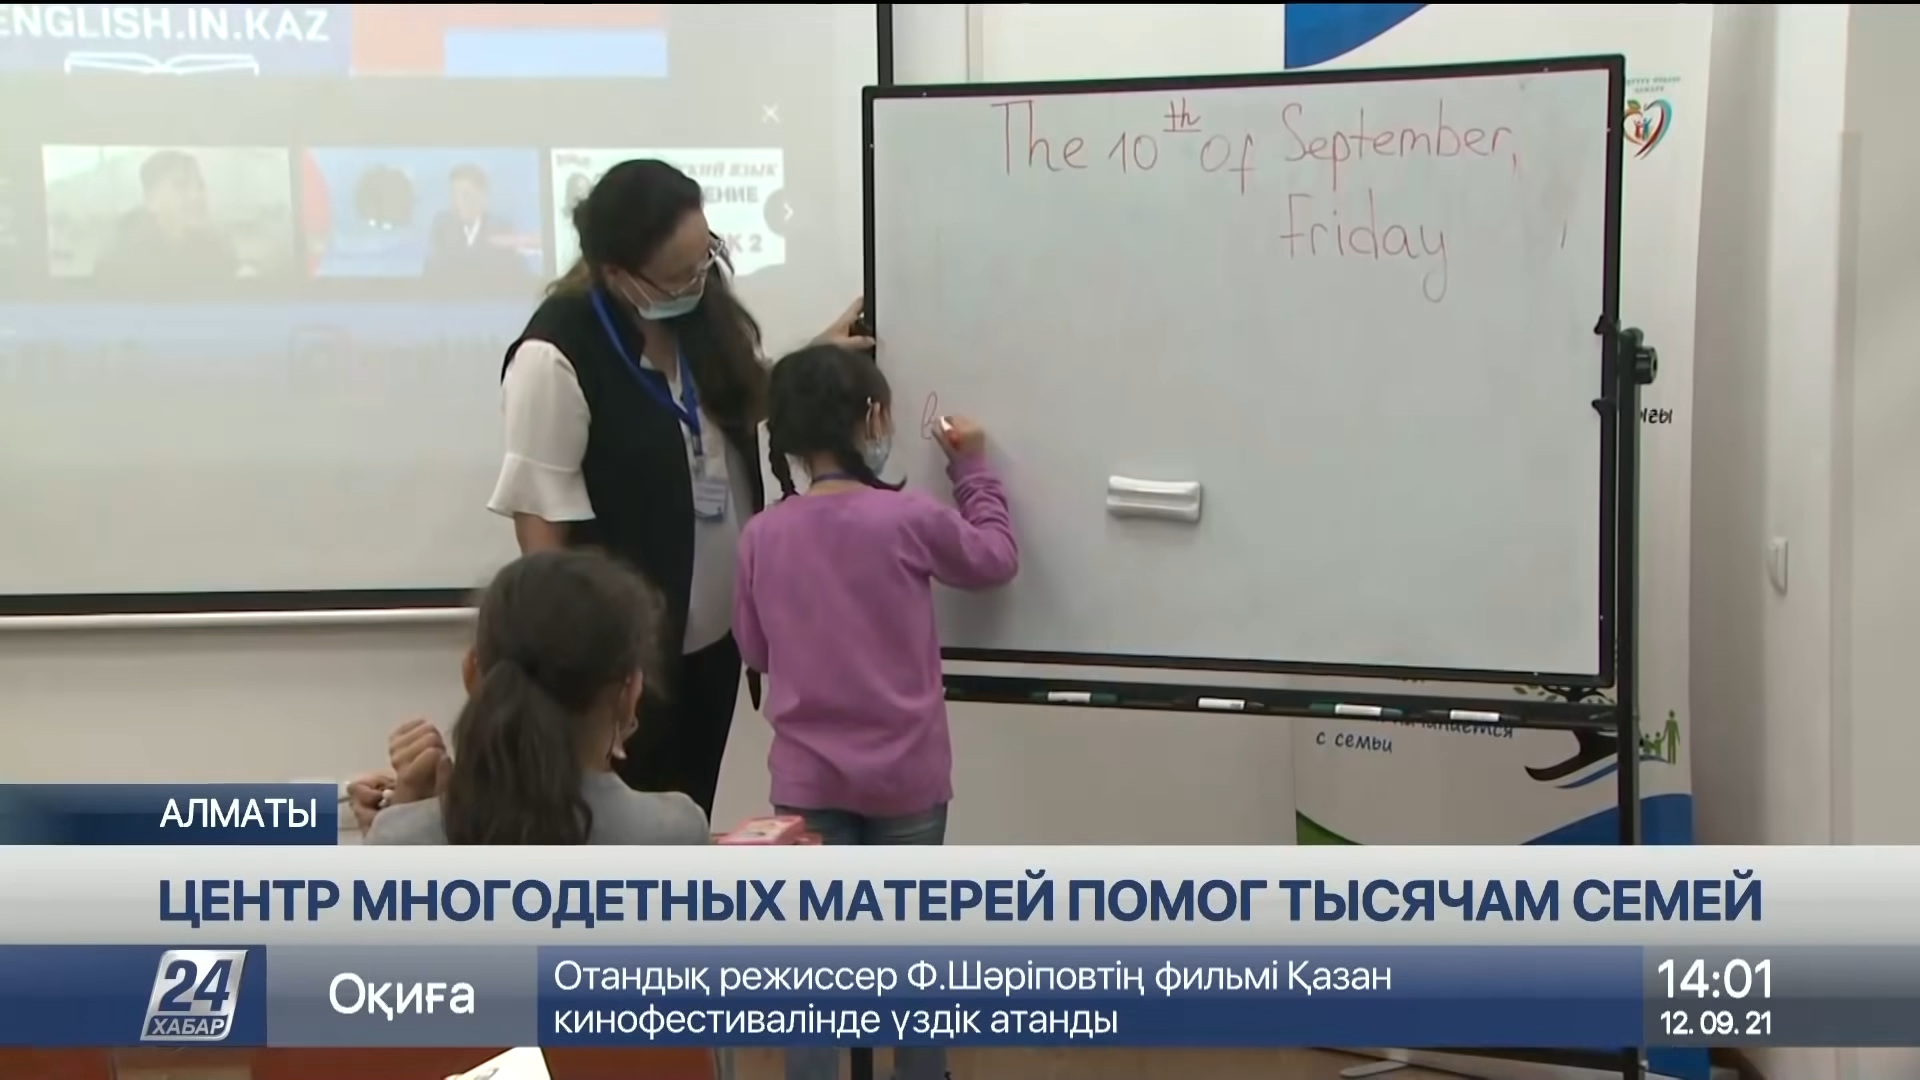 ENGLISH.IN.KAZ
The 10th of September,
Friday
с семьи
АЛМАТЫ
ЦЕНТР МНОГОДЕТНЫХ МАТЕРЕЙ ПОМОГ ТЫСЯЧАМ СЕМЕЙ
24
ХАБАР
Оқиға
Отандық режиссер Ф.Шәріповтің фильмі Қазан
кинофестивалінде үздік атанды
14:01
12. 09. 21